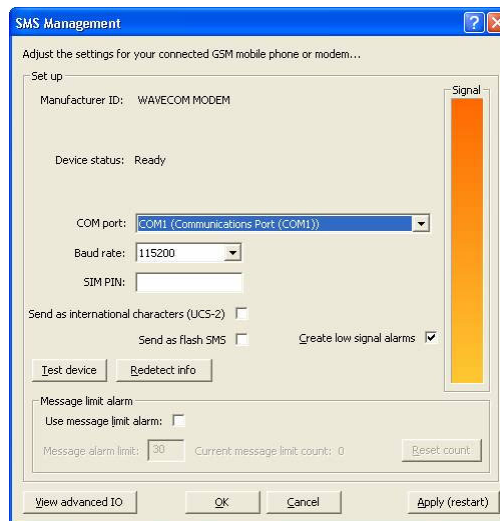 SMS Management
Adjust the settings for your connected GSM mobile phone or modem...
Set up
Signal
Manufacturer ID: WAVECOM MODEM
Device status: Ready
COM port: COM1 (Communications Port (COM1))
Baud rate: 115200
SIM PIN:
Send as international characters (UCS-2)
Send as flash SMS
Create low signal alarms
Test device Redetect info
Message limit alarm
Use message limit alarm:
Message alarm limit: 30 Current message limit count: 0 Reset count
View advanced IO OK Cancel Apply (restart)